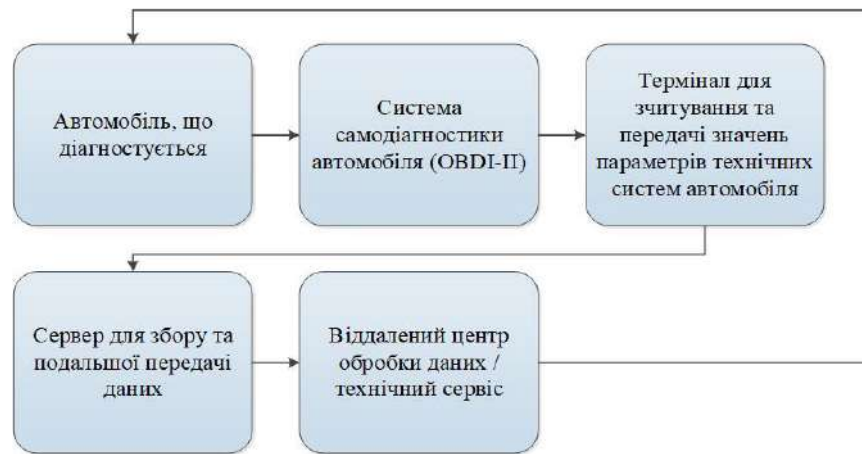 Автомобіль, що
діагностується
Система
самодіагностики
автомобіля (OBDI-II)
Термінал для
зчитування та
передачі значень
параметрів технічних
систем автомобіля
Сервер для збору та
подальшої передачі
даних
Віддалений центр
обробки даних /
технічний сервіс